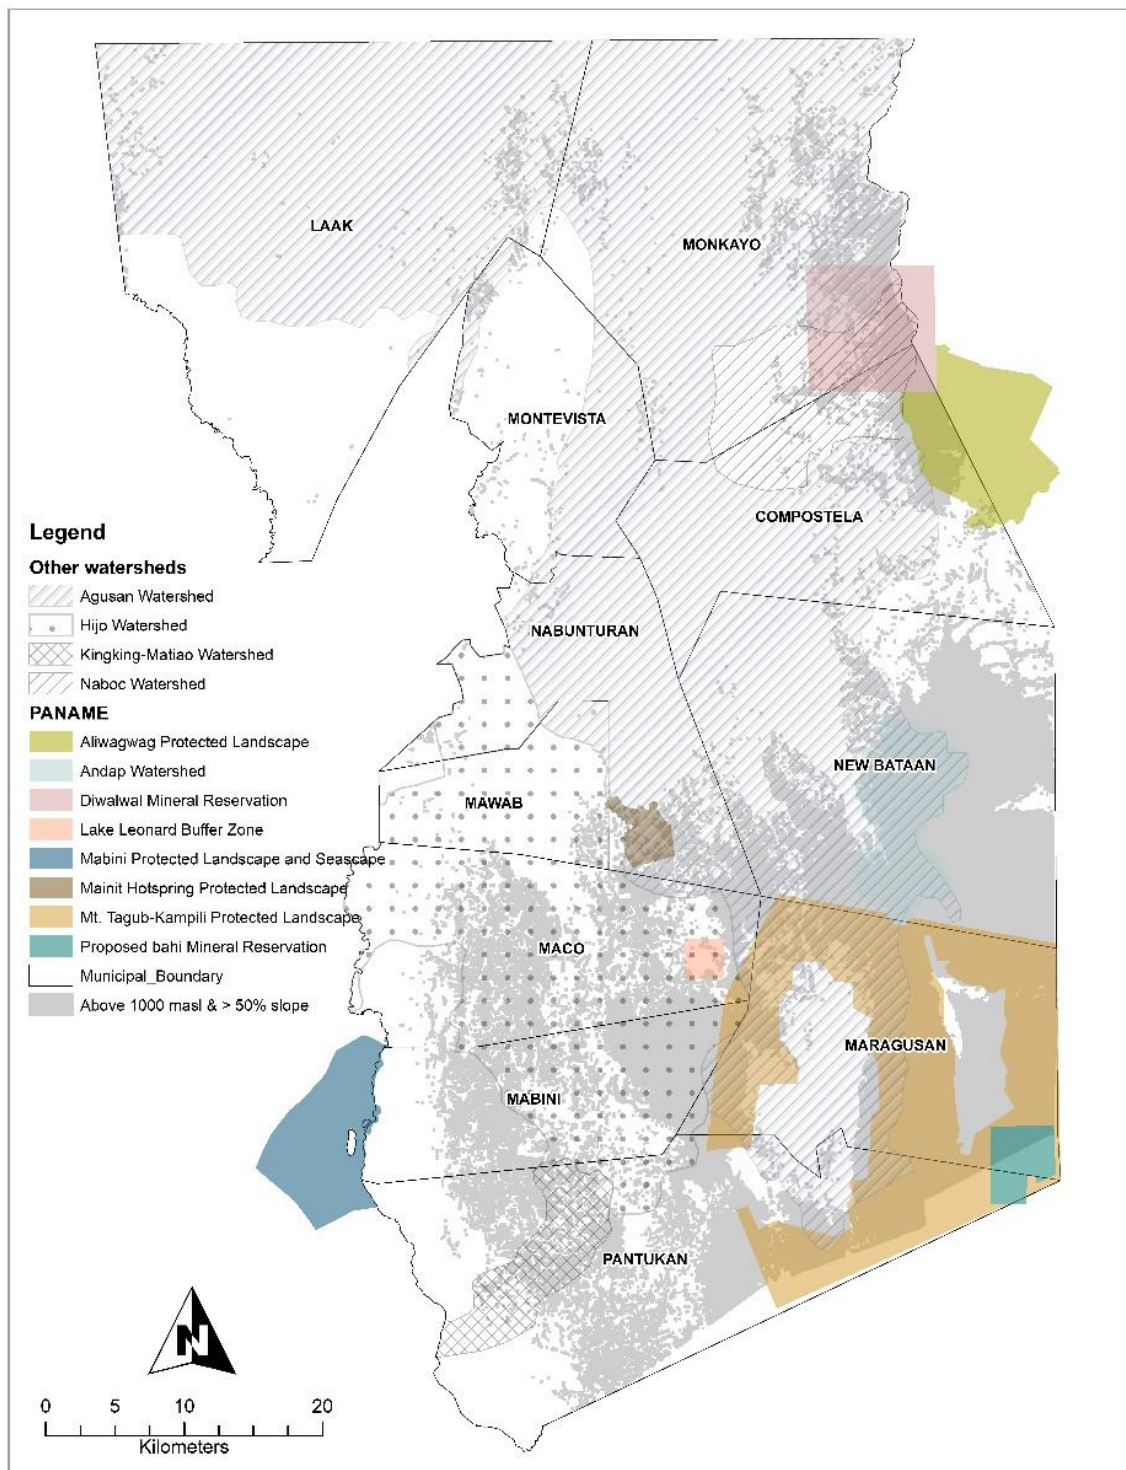 LAAK
MONKAYO
MONTEVISTA
COMPOSTELA
NABUNTURAN
NEW BATAAN
MAWAB
MACO
MARAGUSAN
MABINI
PANTUKAN
Legend
Other watersheds
Agusan Watershed
Hijo Watershed
Kingking-Matiao Watershed
Naboc Watershed
PANAME
Aliwagwag Protected Landscape
Andap Watershed
Diwalwal Mineral Reservation
Lake Leonard Buffer Zone
Mabini Protected Landscape and Seascape
Mainit Hotspring Protected Landscape
Mt. Tagub-Kampili Protected Landscape
Proposed bahi Mineral Reservation
Municipal_Boundary
Above 1000 masl & > 50% slope
N
0 5 10 20
Kilometers